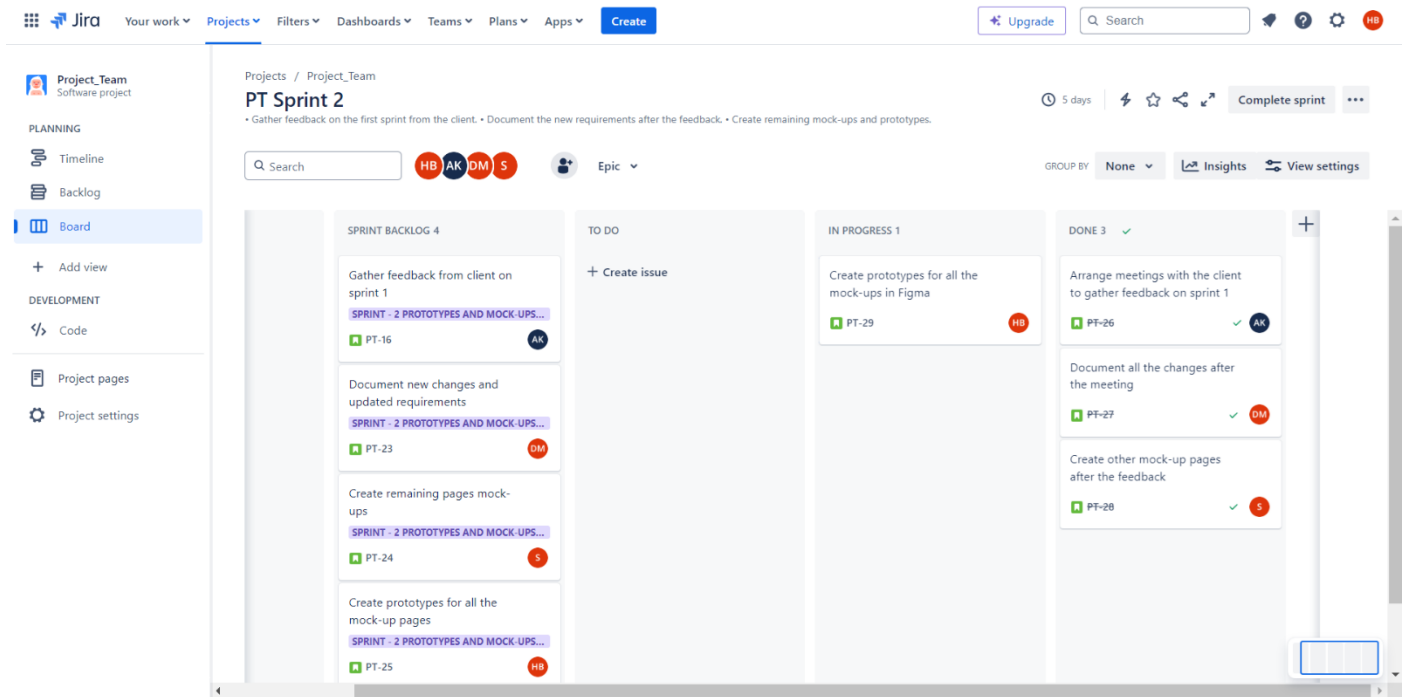 Jira
Your work
Projects
Filters
Dashboards
Teams
Plans
Apps
Create
Upgrade
Search
HB
Project_Team
Software project
PLANNING
Timeline
Backlog
Board
Add view
DEVELOPMENT
Code
Project pages
Project settings
Projects / Project_Team
PT Sprint 2
• Gather feedback on the first sprint from the client. • Document the new requirements after the feedback. • Create remaining mock-ups and prototypes.
5 days
Complete sprint
Search
HB AK DM S
Epic
GROUP BY None
Insights
View settings
SPRINT BACKLOG 4
Gather feedback from client on
sprint 1
SPRINT - 2 PROTOTYPES AND MOCK-UPS...
PT-16
AK
Document new changes and
updated requirements
SPRINT - 2 PROTOTYPES AND MOCK-UPS...
PT-23
DM
Create remaining pages mock-
ups
SPRINT - 2 PROTOTYPES AND MOCK-UPS...
PT-24
S
Create prototypes for all the
mock-up pages
SPRINT - 2 PROTOTYPES AND MOCK-UPS...
PT-25
HB
TO DO
+ Create issue
IN PROGRESS 1
Create prototypes for all the
mock-ups in Figma
PT-29
HB
DONE 3
Arrange meetings with the client
to gather feedback on sprint 1
PT-26
AK
Document all the changes after
the meeting
PT-27
DM
Create other mock-up pages
after the feedback
PT-28
S